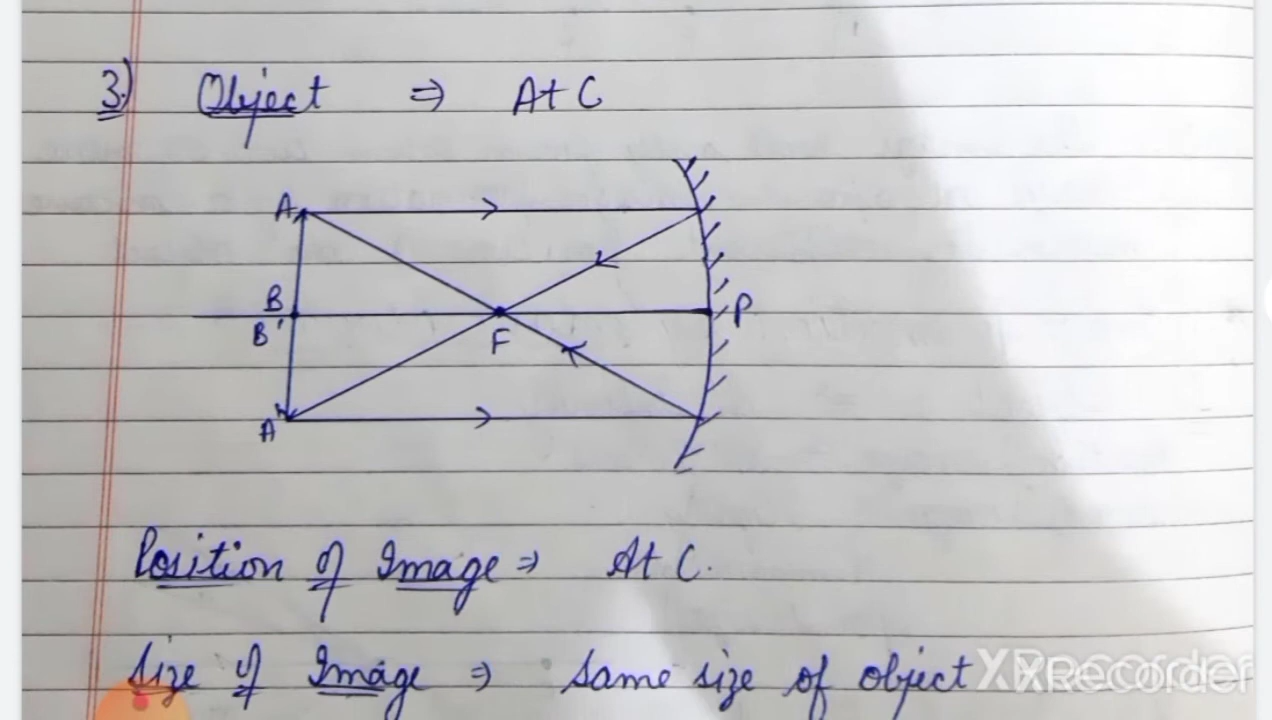 3.) Object ⇒ At C
A
B
B'
F
P
A'
Position of Image ⇒ At C.
Size of Image ⇒ Same size of object
XRecorder